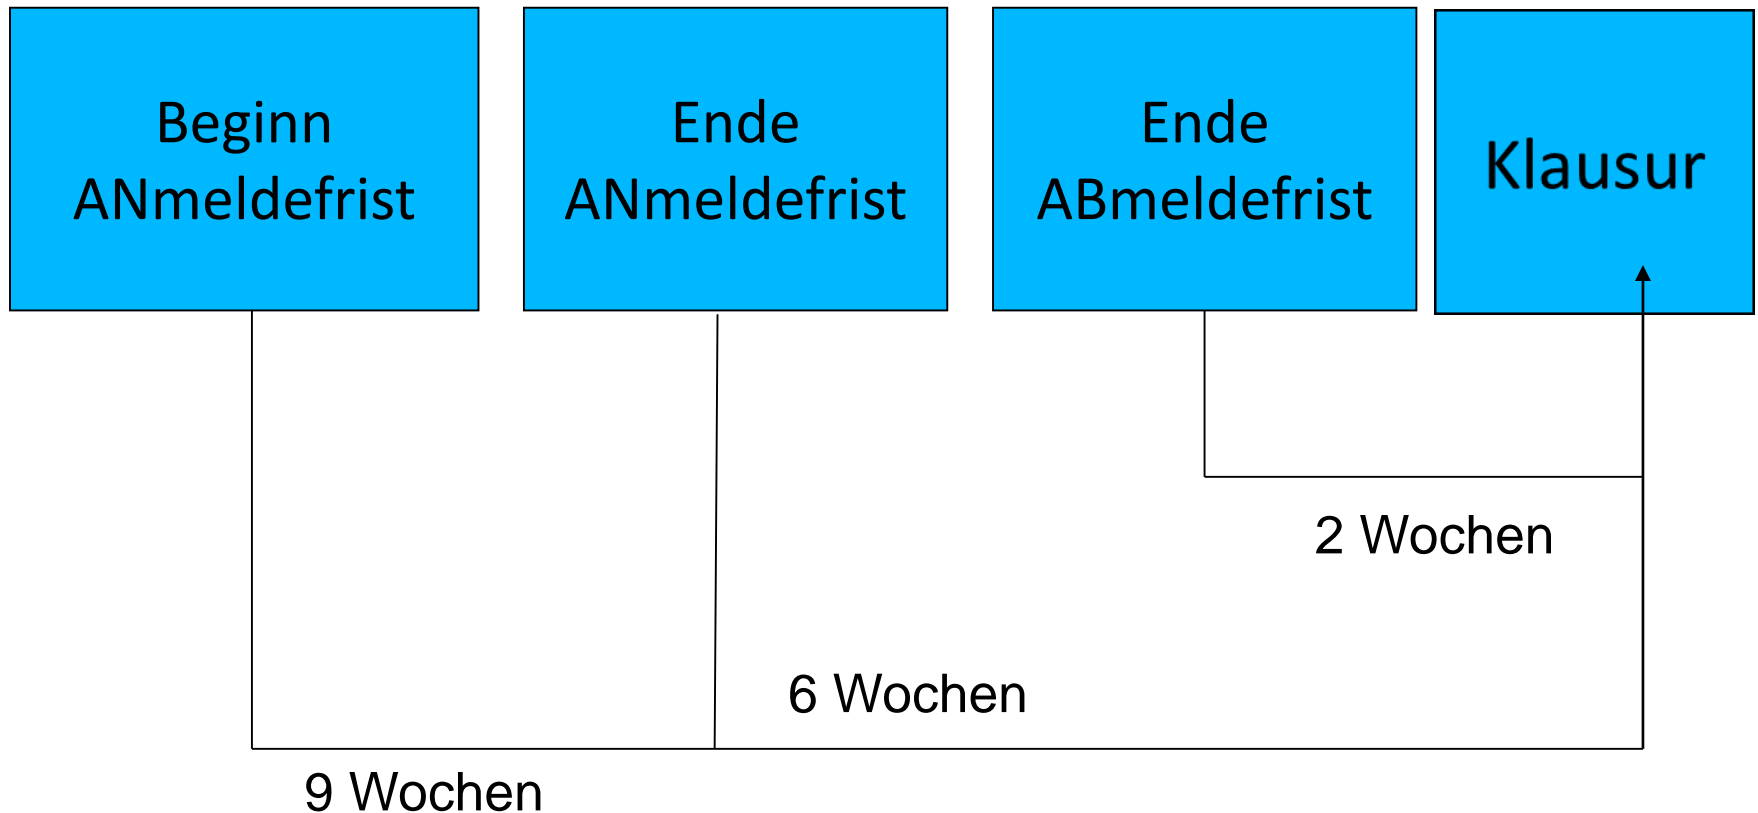 Beginn
ANmeldefrist
Ende
ANmeldefrist
Ende
ABmeldefrist
Klausur
2 Wochen
6 Wochen
9 Wochen